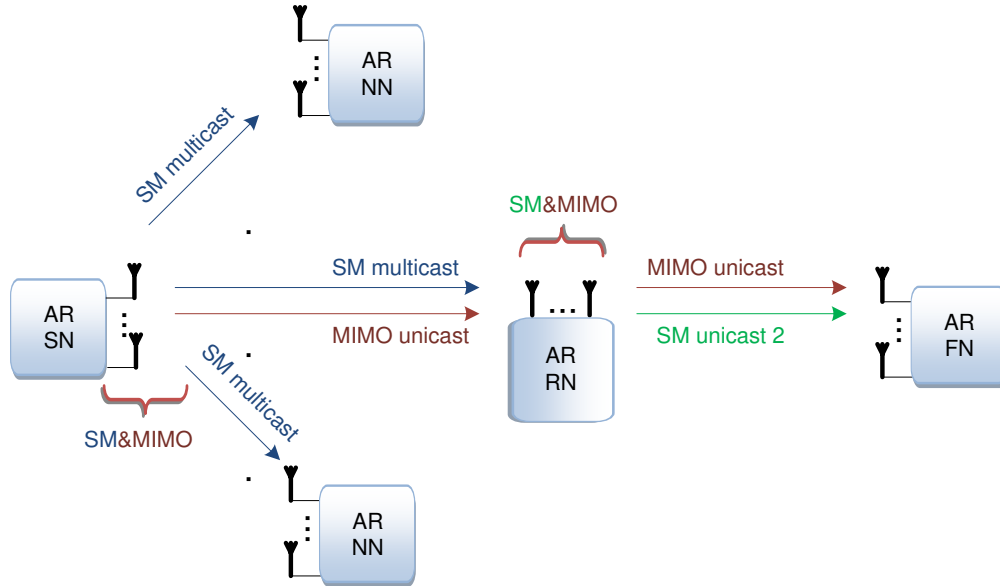 AR
NN
SM multicast
SM&MIMO
SM multicast
MIMO unicast
AR
SN
MIMO unicast
SM unicast 2
AR
RN
AR
FN
SM multicast
SM&MIMO
AR
NN